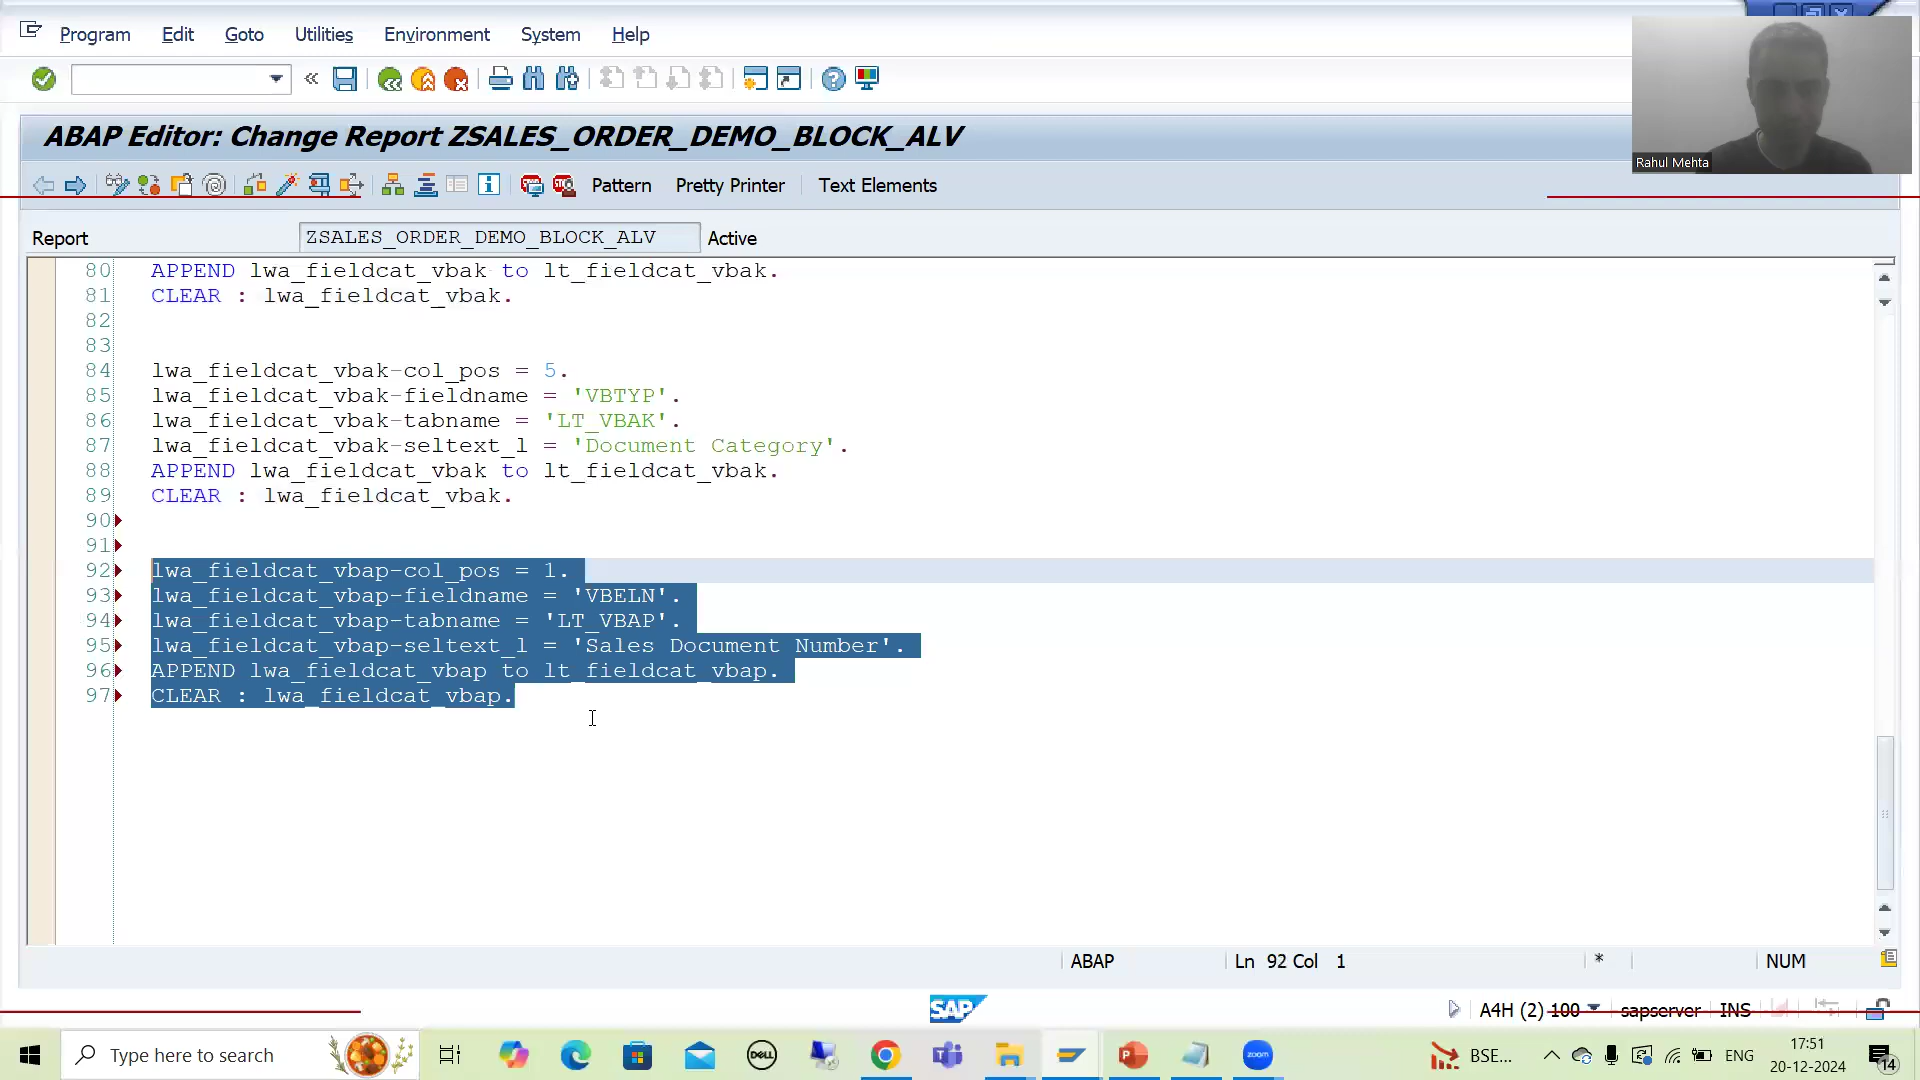 Program Edit Goto Utilities Environment System Help
Rahul Mehta
ABAP Editor: Change Report ZSALES_ORDER_DEMO_BLOCK_ALV
Pattern Pretty Printer Text Elements
Report ZSALES_ORDER_DEMO_BLOCK_ALV Active
80 APPEND lwa_fieldcat_vbak to lt_fieldcat_vbak.
81 CLEAR : lwa_fieldcat_vbak.
82
83
84 lwa_fieldcat_vbak-col_pos = 5.
85 lwa_fieldcat_vbak-fieldname = 'VBTYP'.
86 lwa_fieldcat_vbak-tabname = 'LT_VBAK'.
87 lwa_fieldcat_vbak-seltext_l = 'Document Category'.
88 APPEND lwa_fieldcat_vbak to lt_fieldcat_vbak.
89 CLEAR : lwa_fieldcat_vbak.
90
91
92 lwa_fieldcat_vbap-col_pos = 1.
93 lwa_fieldcat_vbap-fieldname = 'VBELN'.
94 lwa_fieldcat_vbap-tabname = 'LT_VBAP'.
95 lwa_fieldcat_vbap-seltext_l = 'Sales Document Number'.
96 APPEND lwa_fieldcat_vbap to lt_fieldcat_vbap.
97 CLEAR : lwa_fieldcat_vbap.
ABAP Ln 92 Col 1 * NUM
SAP A4H (2) 100 sapserver INS
Type here to search DELL zoom BSE... ENG 17:51
20-12-2024 14